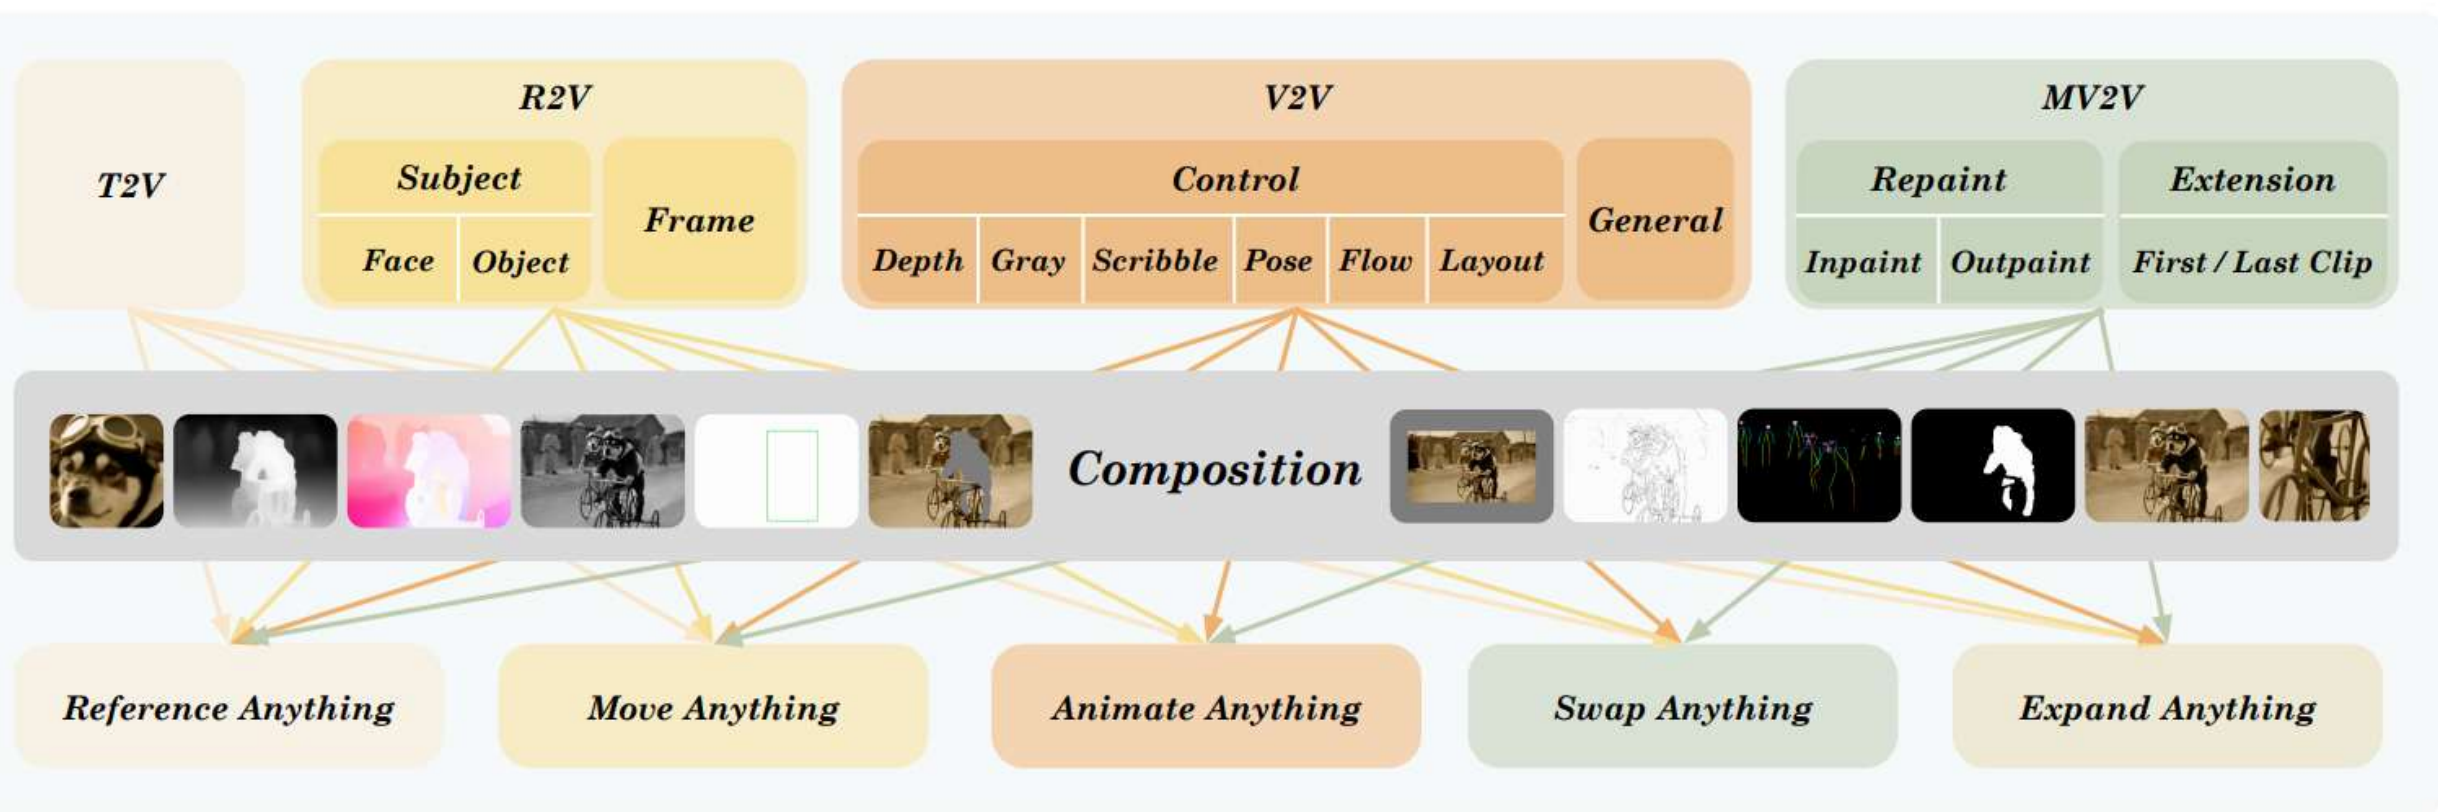 T2V
R2V
Subject
Face
Object
Frame
V2V
Control
Depth
Gray
Scribble
Pose
Flow
Layout
General
MV2V
Repaint
Inpaint
Outpaint
Extension
First / Last Clip
Composition
Reference Anything
Move Anything
Animate Anything
Swap Anything
Expand Anything